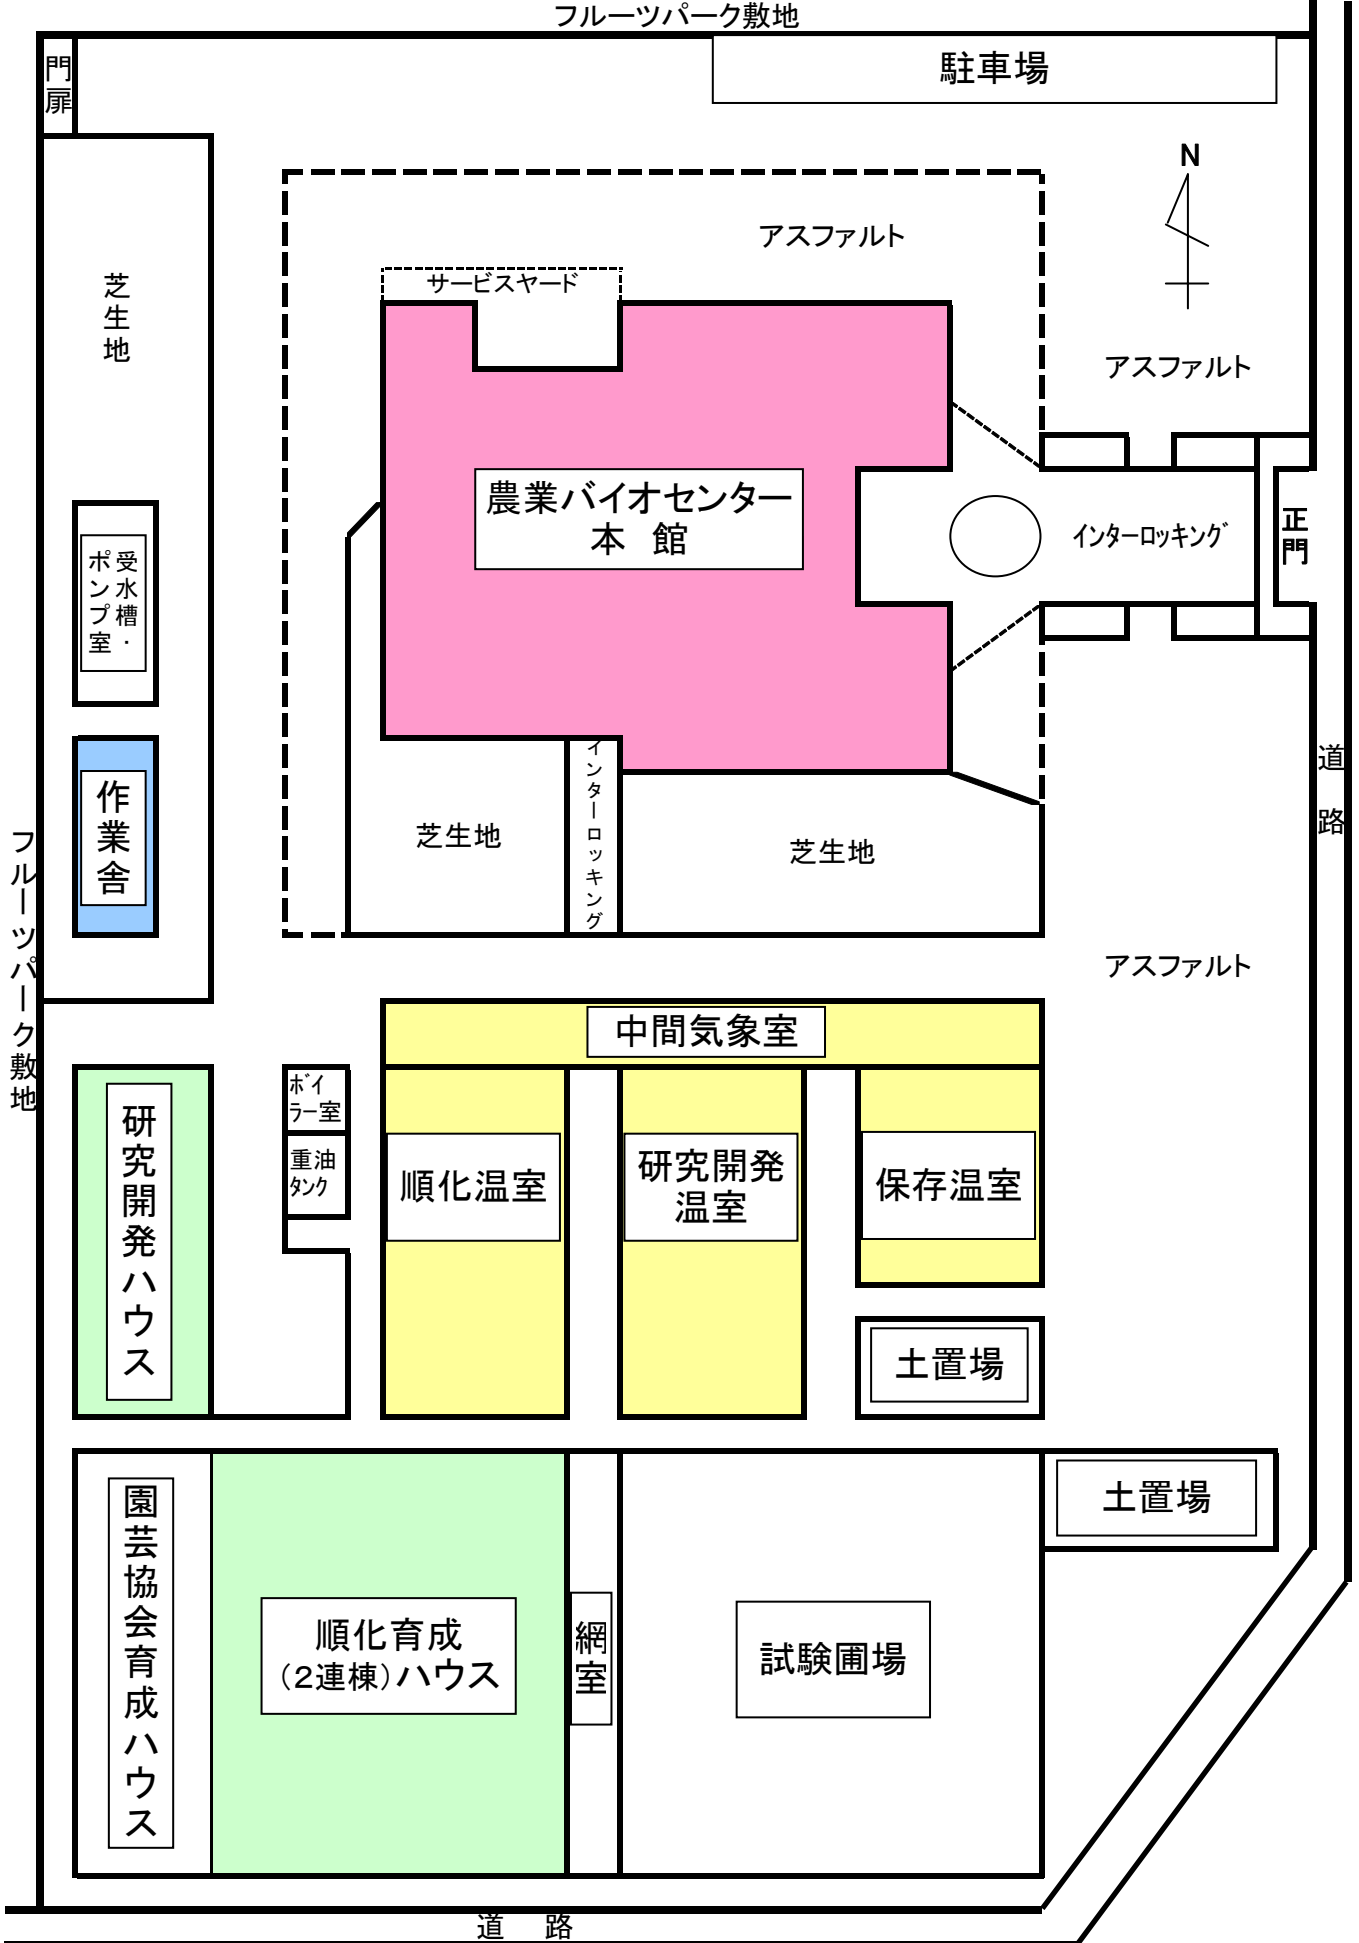 フルーツパーク敷地
門扉
駐車場
N
アスファルト
サービスヤード
芝生地
アスファルト
農業バイオセンター
本 館
インターロッキング
正門
受水槽・
ポンプ室
道 路
作業舎
インターロッキング
芝生地
芝生地
フルーツパーク敷地
アスファルト
中間気象室
ボイ
ラー室
研究開発ハウス
重油
タンク
順化温室
研究開発
温室
保存温室
土置場
土置場
園芸協会育成ハウス
順化育成
(2連棟)ハウス
網室
試験圃場
道 路